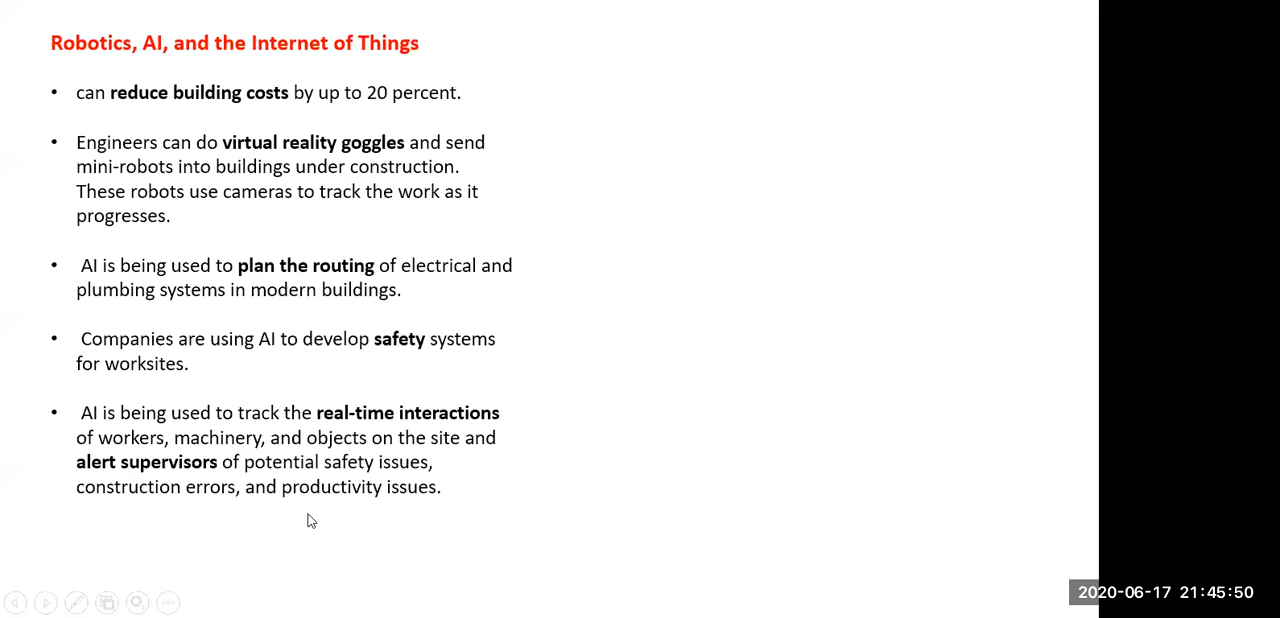 Robotics, AI, and the Internet of Things
• can reduce building costs by up to 20 percent.
• Engineers can do virtual reality goggles and send
mini-robots into buildings under construction.
These robots use cameras to track the work as it
progresses.
• AI is being used to plan the routing of electrical and
plumbing systems in modern buildings.
• Companies are using AI to develop safety systems
for worksites.
• AI is being used to track the real-time interactions
of workers, machinery, and objects on the site and
alert supervisors of potential safety issues,
construction errors, and productivity issues.
2020-06-17 21:45:50